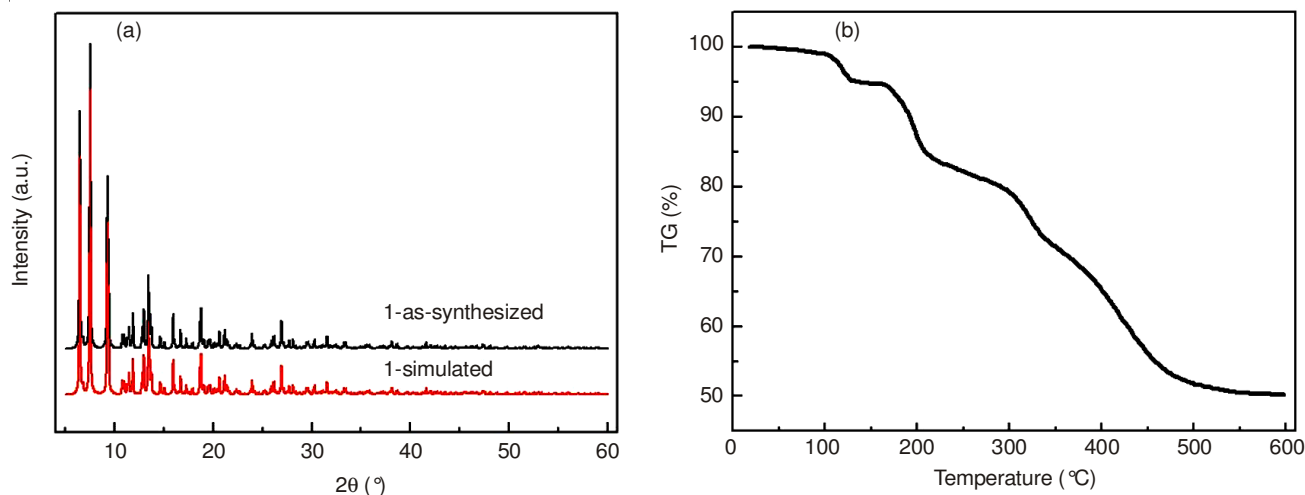 (a)
Intensity (a.u.)
1-as-synthesized
1-simulated
10 20 30 40 50 60
2θ (°)
(b)
100
90
80
70
60
50
TG (%)
0 100 200 300 400 500 600
Temperature (°C)